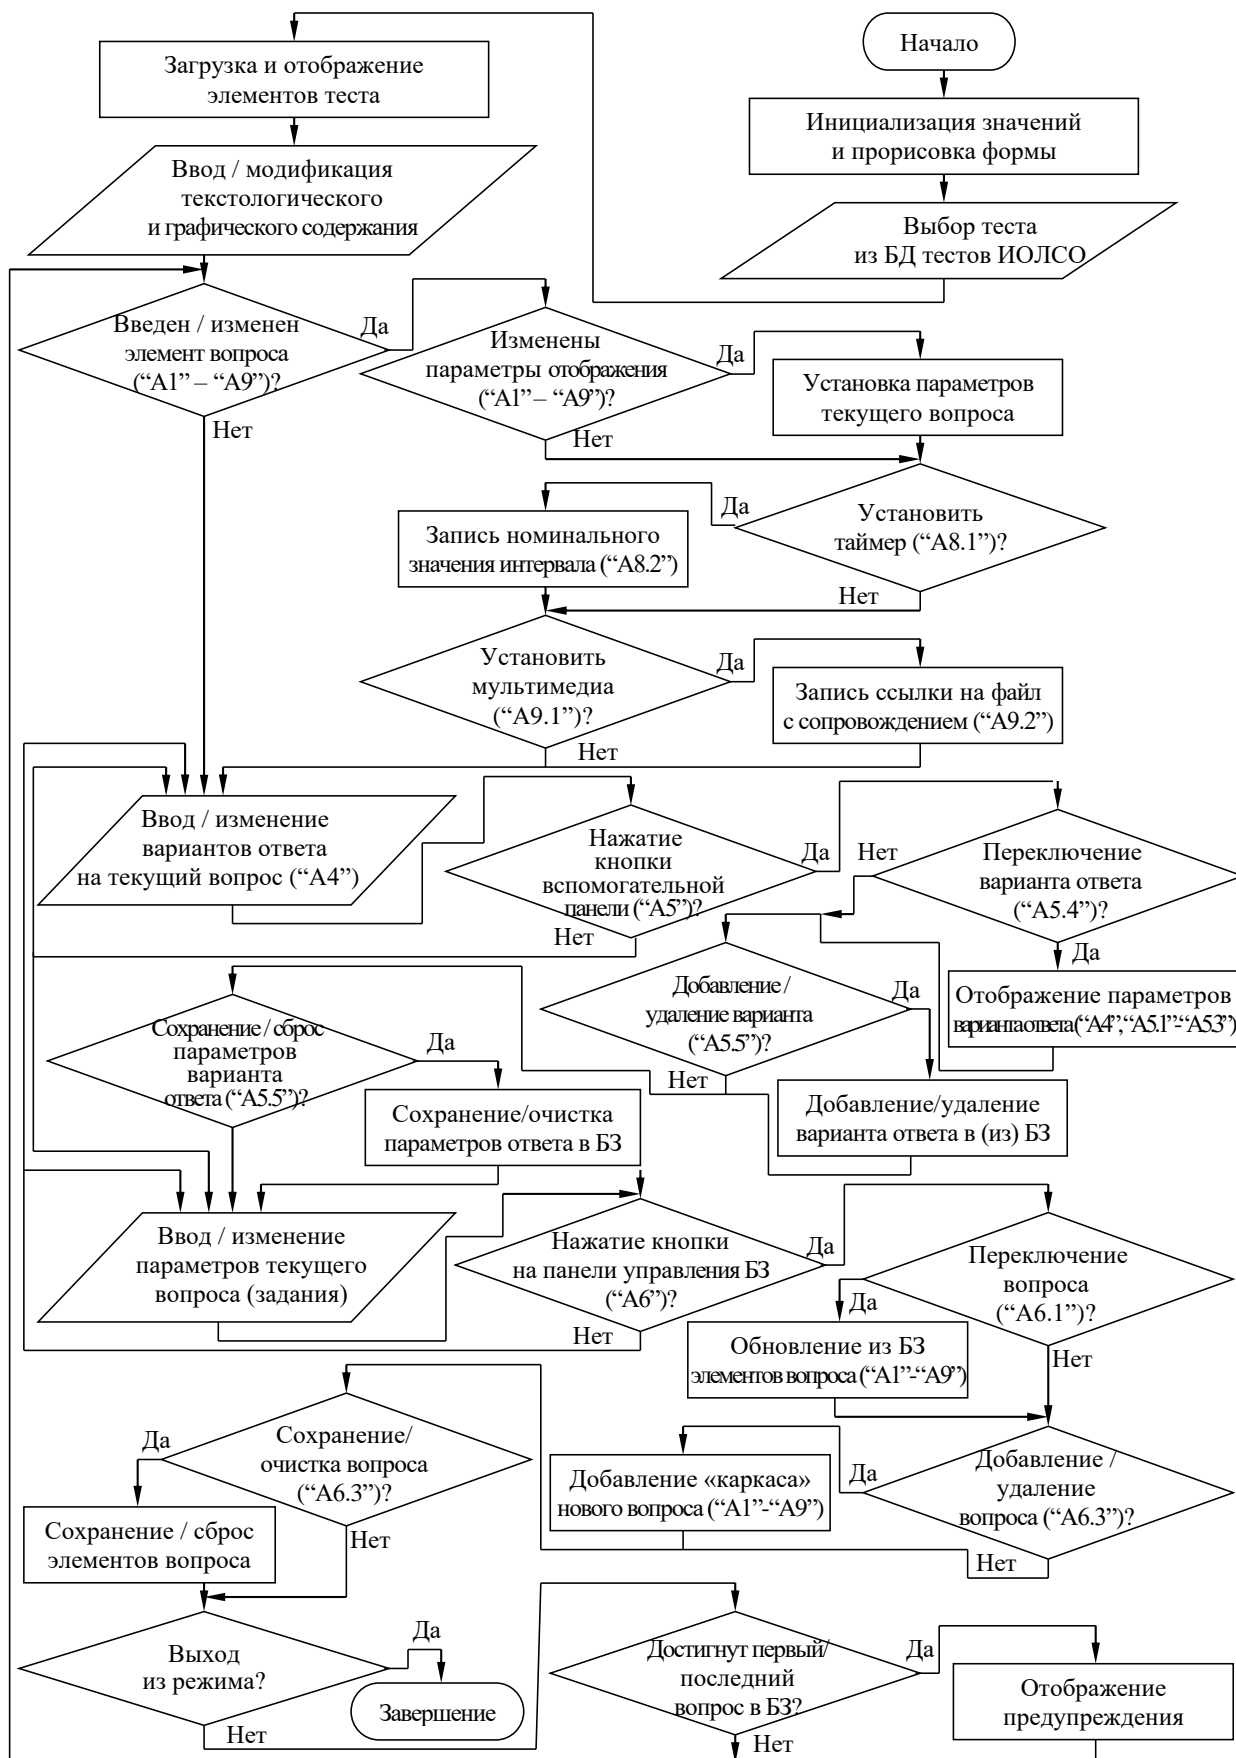 Начало
Загрузка и отображение
элементов теста
Инициализация значений
и прорисовка формы
Ввод / модификация
текстологического
и графического содержания
Выбор теста
из БД тестов ИОЛСО
Введен / изменен
элемент вопроса
(“А1” – “А9”)?
Да
Нет
Изменены
параметры отображения
(“А1” – “А9”)?
Да
Нет
Установка параметров
текущего вопроса
Установить
таймер (“А8.1”)?
Да
Нет
Запись номинального
значения интервала (“А8.2”)
Установить
мультимедиа
(“А9.1”)?
Да
Нет
Запись ссылки на файл
с сопровождением (“А9.2”)
Ввод / изменение
вариантов ответа
на текущий вопрос (“А4”)
Нажатие
кнопки
вспомогательной
панели (“А5”)?
Да
Нет
Переключение
варианта ответа
(“А5.4”)?
Нет
Да
Отображение параметров
варианта ответа (“А4”, “А5.1”-“А5.3”)
Добавление /
удаление варианта
(“А5.5”)?
Да
Нет
Добавление/удаление
варианта ответа в (из) БЗ
Сохранение / сброс
параметров
варианта
ответа (“А5.5”)?
Да
Сохранение/очистка
параметров ответа в БЗ
Ввод / изменение
параметров текущего
вопроса (задания)
Нажатие кнопки
на панели управления БЗ
(“А6”)?
Да
Нет
Переключение
вопроса
(“А6.1”)?
Да
Нет
Обновление из БЗ
элементов вопроса (“А1”-“А9”)
Сохранение/
очистка вопроса
(“А6.3”)?
Да
Нет
Добавление «каркаса»
нового вопроса (“А1”-“А9”)
Добавление /
удаление
вопроса (“А6.3”)?
Да
Нет
Сохранение / сброс
элементов вопроса
Выход
из режима?
Да
Нет
Завершение
Достигнут первый/
последний
вопрос в БЗ?
Да
Нет
Отображение
предупреждения